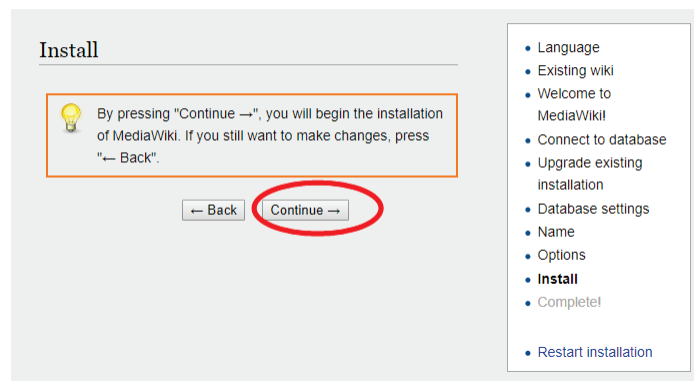 Install
By pressing "Continue →", you will begin the installation
of MediaWiki. If you still want to make changes, press
"← Back".
← Back
Continue →
Language
Existing wiki
Welcome to
MediaWiki!
Connect to database
Upgrade existing
installation
Database settings
Name
Options
Install
Complete!
Restart installation